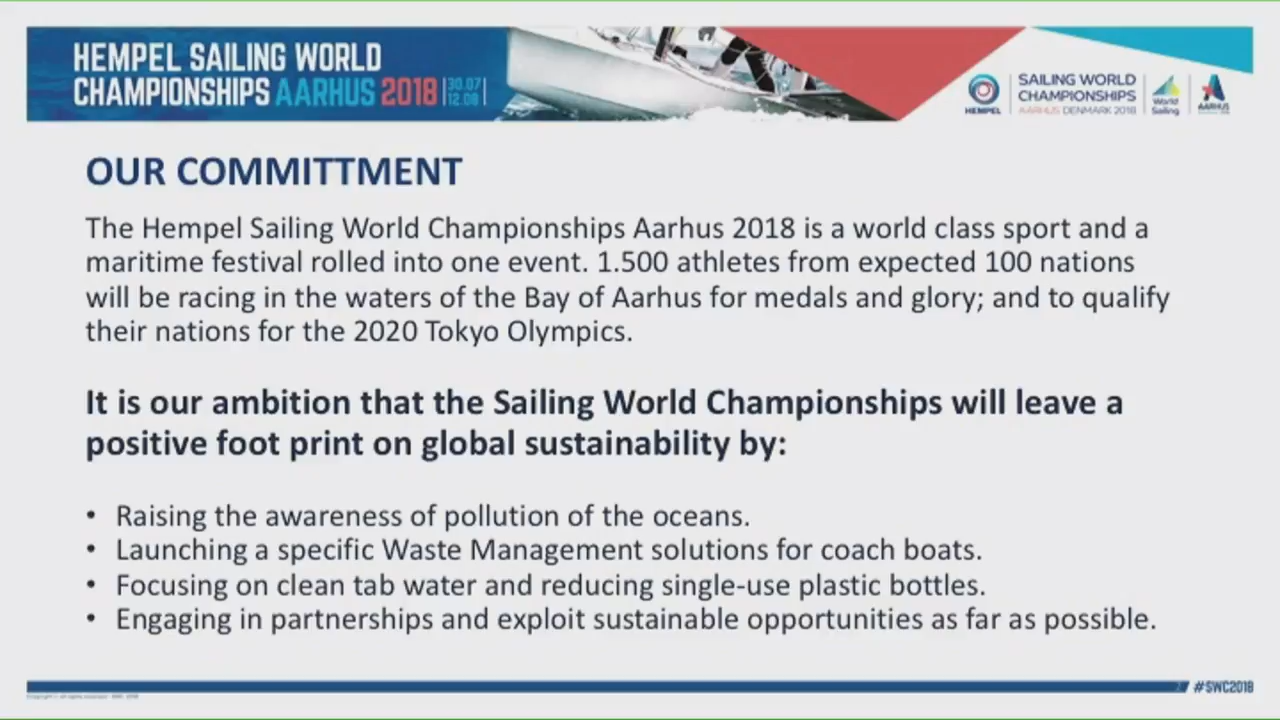 HEMPEL SAILING WORLD
CHAMPIONSHIPS AARHUS 2018 30.07
12.08
HEMPEL
SAILING WORLD
CHAMPIONSHIPS
AARHUS DENMARK 2018
World
Sailing
AARHUS
OUR COMMITTMENT
The Hempel Sailing World Championships Aarhus 2018 is a world class sport and a
maritime festival rolled into one event. 1.500 athletes from expected 100 nations
will be racing in the waters of the Bay of Aarhus for medals and glory; and to qualify
their nations for the 2020 Tokyo Olympics.
It is our ambition that the Sailing World Championships will leave a
positive foot print on global sustainability by:
• Raising the awareness of pollution of the oceans.
• Launching a specific Waste Management solutions for coach boats.
• Focusing on clean tab water and reducing single-use plastic bottles.
• Engaging in partnerships and exploit sustainable opportunities as far as possible.
#SWC2018